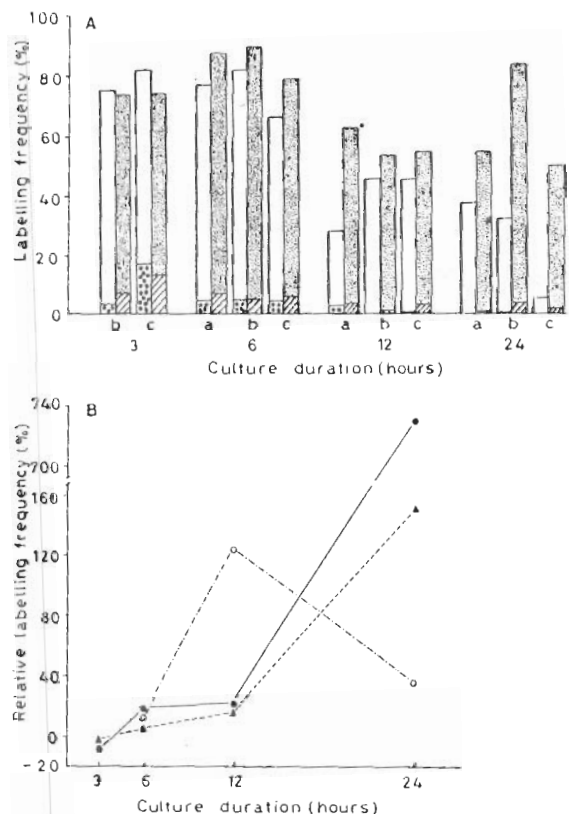 A
Labelling frequency (%)
100
80
60
40
20
0
b c a b c a b c a b c
3 6 12 24
Culture duration (hours)
B
Relative labelling frequency (%)
740
700
160
120
80
40
0
-20
3 6 12 24
Culture duration (hours)